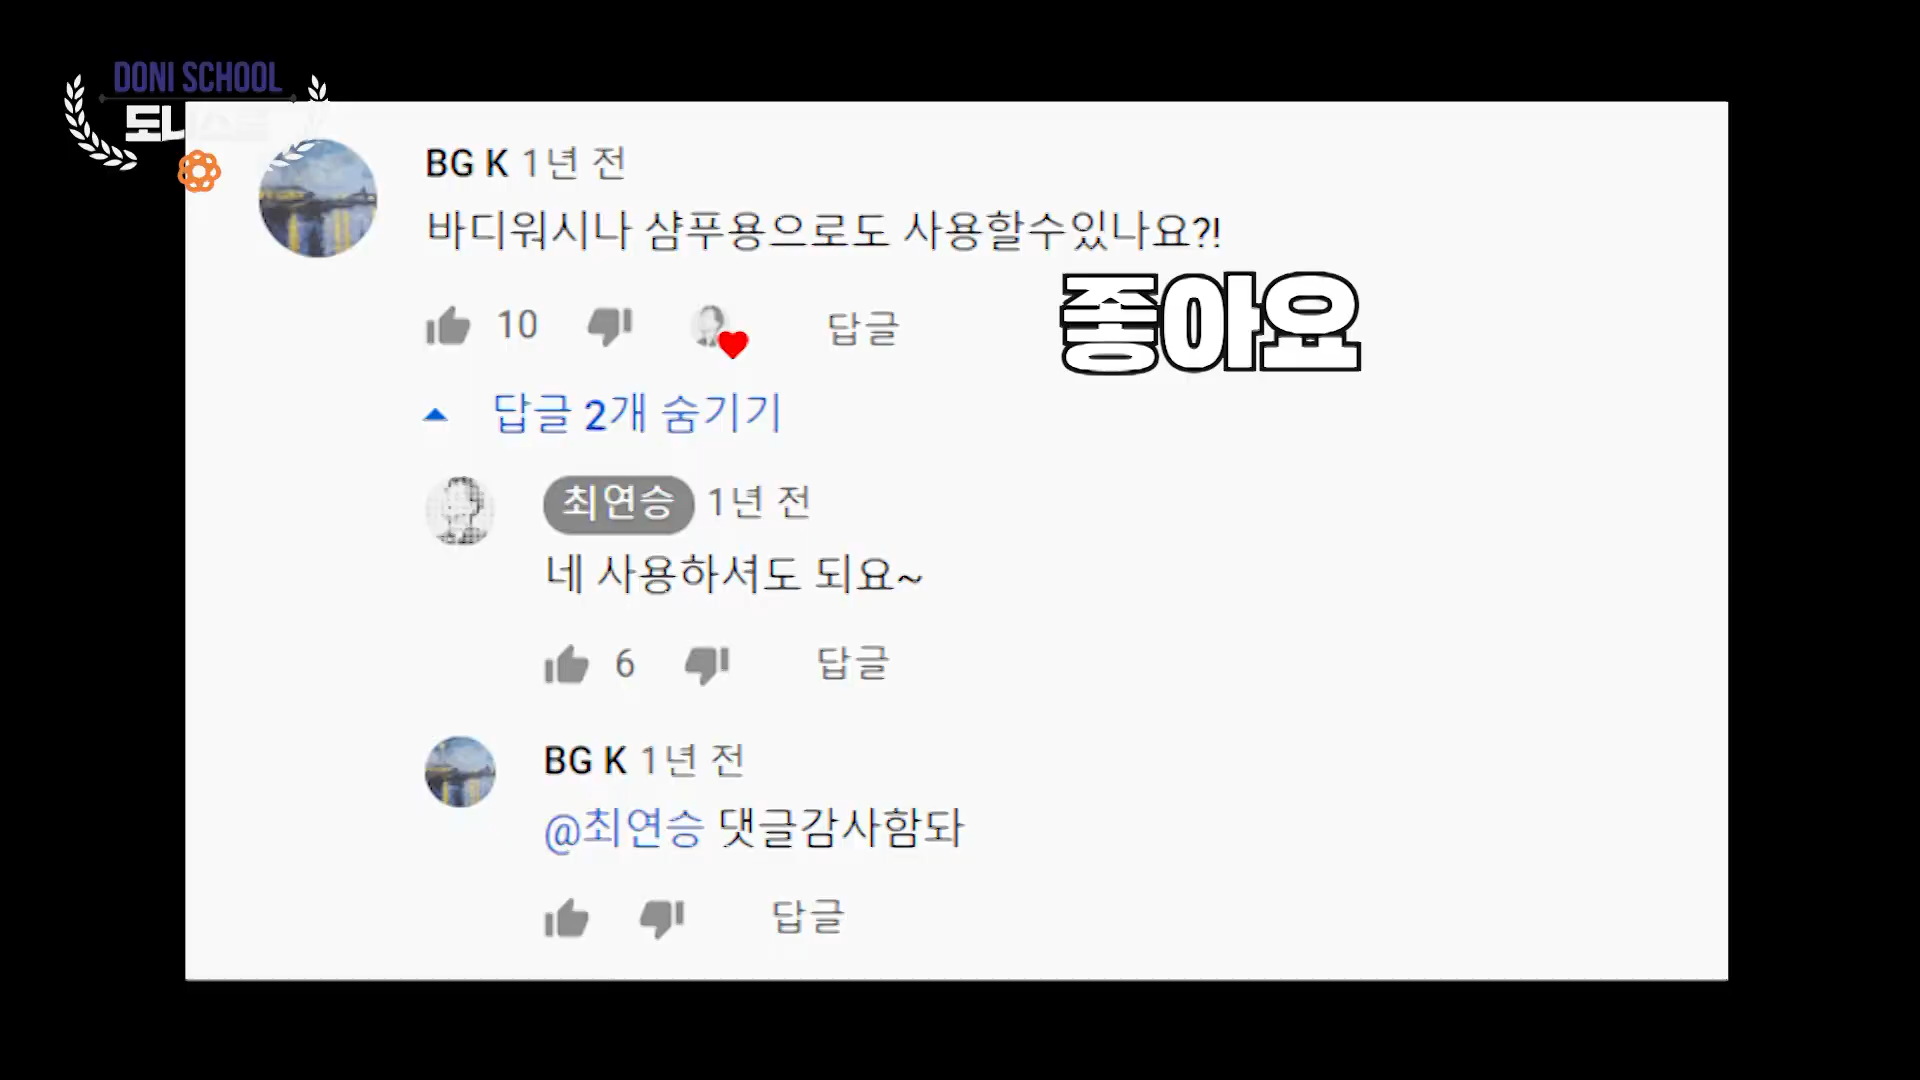 DONI SCHOOL
BG K 1년 전
바디워시나 샴푸용으로도 사용할수있나요?!
10 답글
좋아요
답글 2개 숨기기
최연승 1년 전
네 사용하셔도 되요~
6 답글
BG K 1년 전
@최연승 댓글감사함돠
답글